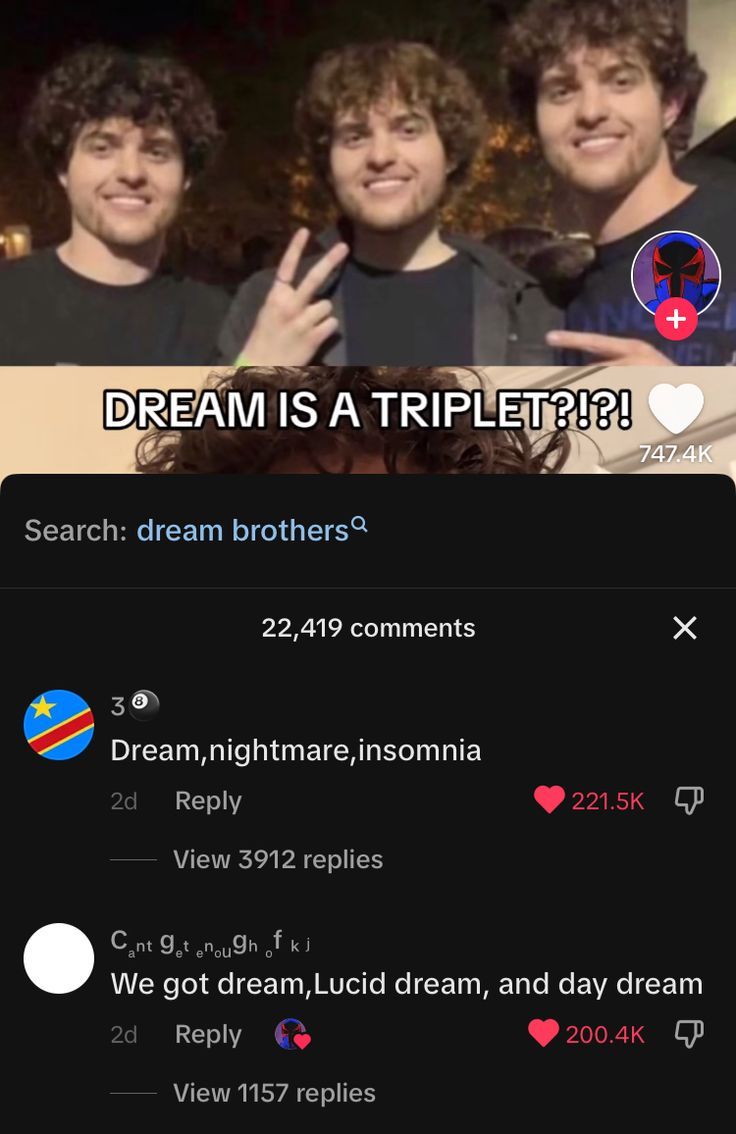 DREAM IS A TRIPLET?!?!
747.4K
Search: dream brothers
22,419 comments
3🎱
Dream,nightmare,insomnia
2d Reply 221.5K
View 3912 replies
Cₐₙₜ gₑₜ ₑₙₒᵤgₕ ₒf ₖ ⱼ
We got dream,Lucid dream, and day dream
2d Reply 200.4K
View 1157 replies